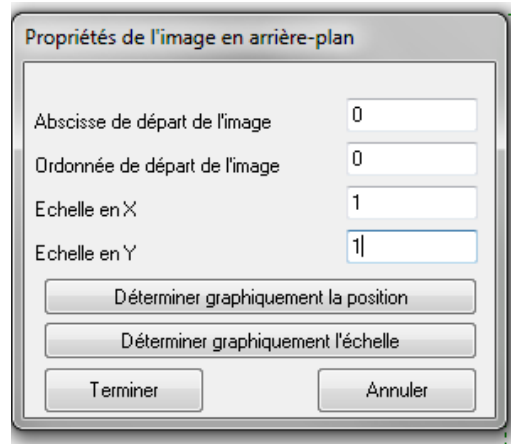 Propriétés de l'image en arrière-plan
Abscisse de départ de l'image 0
Ordonnée de départ de l'image 0
Echelle en X 1
Echelle en Y 1
Déterminer graphiquement la position
Déterminer graphiquement l'échelle
Terminer Annuler